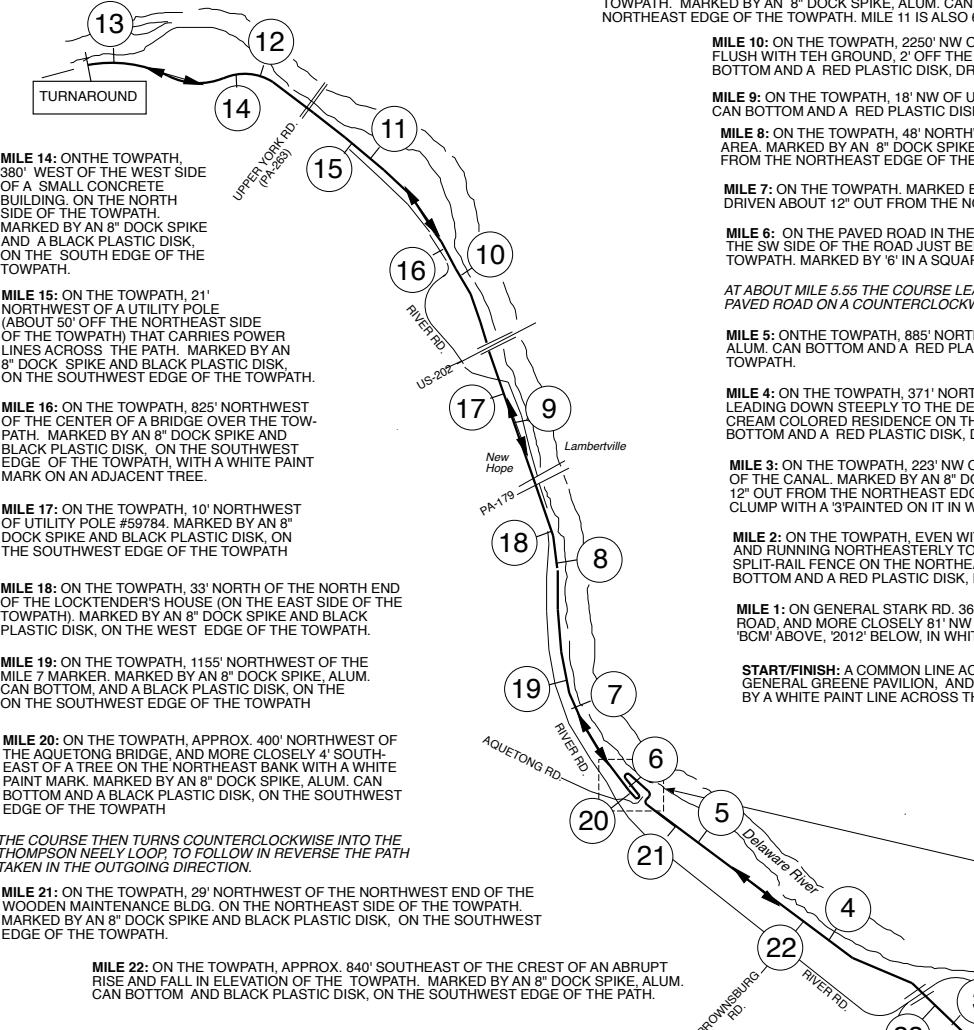 TOWPATH. MARKED BY AN 8" DOCK SPIKE, ALUM. CAN
NORTHEAST EDGE OF THE TOWPATH. MILE 11 IS ALSO
MILE 10: ON THE TOWPATH, 2250' NW
FLUSH WITH TEH GROUND, 2' OFF THE
BOTTOM AND A RED PLASTIC DISK,
MILE 9: ON THE TOWPATH, 18' NW OF
CAN BOTTOM AND A RED PLASTIC
MILE 8: ON THE TOWPATH, 48'
AREA. MARKED BY AN 8" DOCK SPIKE
FROM THE NORTHEAST EDGE OF THE
MILE 7: ON THE TOWPATH. MARKED
DRIVEN ABOUT 12" OUT FROM THE
MILE 6: ON THE PAVED ROAD IN THE
THE SW SIDE OF THE ROAD JUST
TOWPATH. MARKED BY '6' IN A
AT ABOUT MILE 5.55 THE COURSE
PAVED ROAD ON A
MILE 5: ONTHE TOWPATH, 885'
ALUM. CAN BOTTOM AND A RED
TOWPATH.
MILE 4: ON THE TOWPATH, 371'
LEADING DOWN STEEPLY TO THE
CREAM COLORED RESIDENCE ON
BOTTOM AND A RED PLASTIC DISK,
MILE 3: ON THE TOWPATH, 223' NW
OF THE CANAL. MARKED BY AN 8"
12" OUT FROM THE NORTHEAST
CLUMP WITH A '3'PAINTED ON IT IN
MILE 2: ON THE TOWPATH, EVEN
AND RUNNING NORTHEASTERLY TO
SPLIT-RAIL FENCE ON THE
BOTTOM AND A RED PLASTIC DISK,
MILE 1: ON GENERAL STARK RD.
ROAD, AND MORE CLOSELY 81' NW
'BCM' ABOVE, '2012' BELOW, IN
START/FINISH: A COMMON LINE
GENERAL GREENE PAVILION, AND
BY A WHITE PAINT LINE ACROSS
MILE 14: ONTHE TOWPATH,
380' WEST OF THE WEST SIDE
OF A SMALL CONCRETE
BUILDING. ON THE NORTH
SIDE OF THE TOWPATH.
MARKED BY AN 8" DOCK SPIKE
AND A BLACK PLASTIC DISK,
ON THE SOUTH EDGE OF THE
TOWPATH.
MILE 15: ON THE TOWPATH, 21'
NORTHWEST OF A UTILITY POLE
(ABOUT 50' OFF THE NORTHEAST SIDE
OF THE TOWPATH) THAT CARRIES POWER
LINES ACROSS THE PATH. MARKED BY AN
8" DOCK SPIKE AND BLACK PLASTIC DISK,
ON THE SOUTHWEST EDGE OF THE TOWPATH.
MILE 16: ON THE TOWPATH, 825' NORTHWEST
OF THE CENTER OF A BRIDGE OVER THE TOW-
PATH. MARKED BY AN 8" DOCK SPIKE AND
BLACK PLASTIC DISK, ON THE SOUTHWEST
EDGE OF THE TOWPATH, WITH A WHITE PAINT
MARK ON AN ADJACENT TREE.
MILE 17: ON THE TOWPATH, 10' NORTHWEST
OF UTILITY POLE #59784. MARKED BY AN 8"
DOCK SPIKE AND BLACK PLASTIC DISK, ON
THE SOUTHWEST EDGE OF THE TOWPATH
MILE 18: ON THE TOWPATH, 33' NORTH OF THE NORTH END
OF THE LOCKTENDER'S HOUSE (ON THE EAST SIDE OF THE
TOWPATH). MARKED BY AN 8" DOCK SPIKE AND BLACK
PLASTIC DISK, ON THE WEST EDGE OF THE TOWPATH.
MILE 19: ON THE TOWPATH, 1155' NORTHWEST OF THE
MILE 7 MARKER. MARKED BY AN 8" DOCK SPIKE, ALUM.
CAN BOTTOM, AND A BLACK PLASTIC DISK, ON THE
ON THE SOUTHWEST EDGE OF THE TOWPATH
MILE 20: ON THE TOWPATH, APPROX. 400' NORTHWEST OF
THE AQUETONG BRIDGE, AND MORE CLOSELY 4' SOUTH-
EAST OF A TREE ON THE NORTHEAST BANK WITH A WHITE
PAINT MARK. MARKED BY AN 8" DOCK SPIKE, ALUM. CAN
BOTTOM AND A BLACK PLASTIC DISK, ON THE SOUTHWEST
EDGE OF THE TOWPATH
THE COURSE THEN TURNS COUNTERCLOCKWISE INTO THE
THOMPSON NEELY LOOP, TO FOLLOW IN REVERSE THE PATH
TAKEN IN THE OUTGOING DIRECTION.
MILE 21: ON THE TOWPATH, 29' NORTHWEST OF THE NORTHWEST END OF THE
WOODEN MAINTENANCE BLDG. ON THE NORTHEAST SIDE OF THE TOWPATH.
MARKED BY AN 8" DOCK SPIKE AND BLACK PLASTIC DISK, ON THE SOUTHWEST
EDGE OF THE TOWPATH.
MILE 22: ON THE TOWPATH, APPROX. 840' SOUTHEAST OF THE CREST OF AN ABRUPT
RISE AND FALL IN ELEVATION OF THE TOWPATH. MARKED BY AN 8" DOCK SPIKE, ALUM.
CAN BOTTOM AND BLACK PLASTIC DISK, ON THE SOUTHWEST EDGE OF THE PATH.
13
12
TURNAROUND
14
11
UPPER YORK RD.
(PA-263)
15
10
16
RIVER RD.
US-202
17
9
New
Hope
Lambertville
PA-179
18
8
19
7
RIVER RD.
AQUETONG RD.
6
20
5
21
Delaware River
4
22
RIVER RD.
RD.